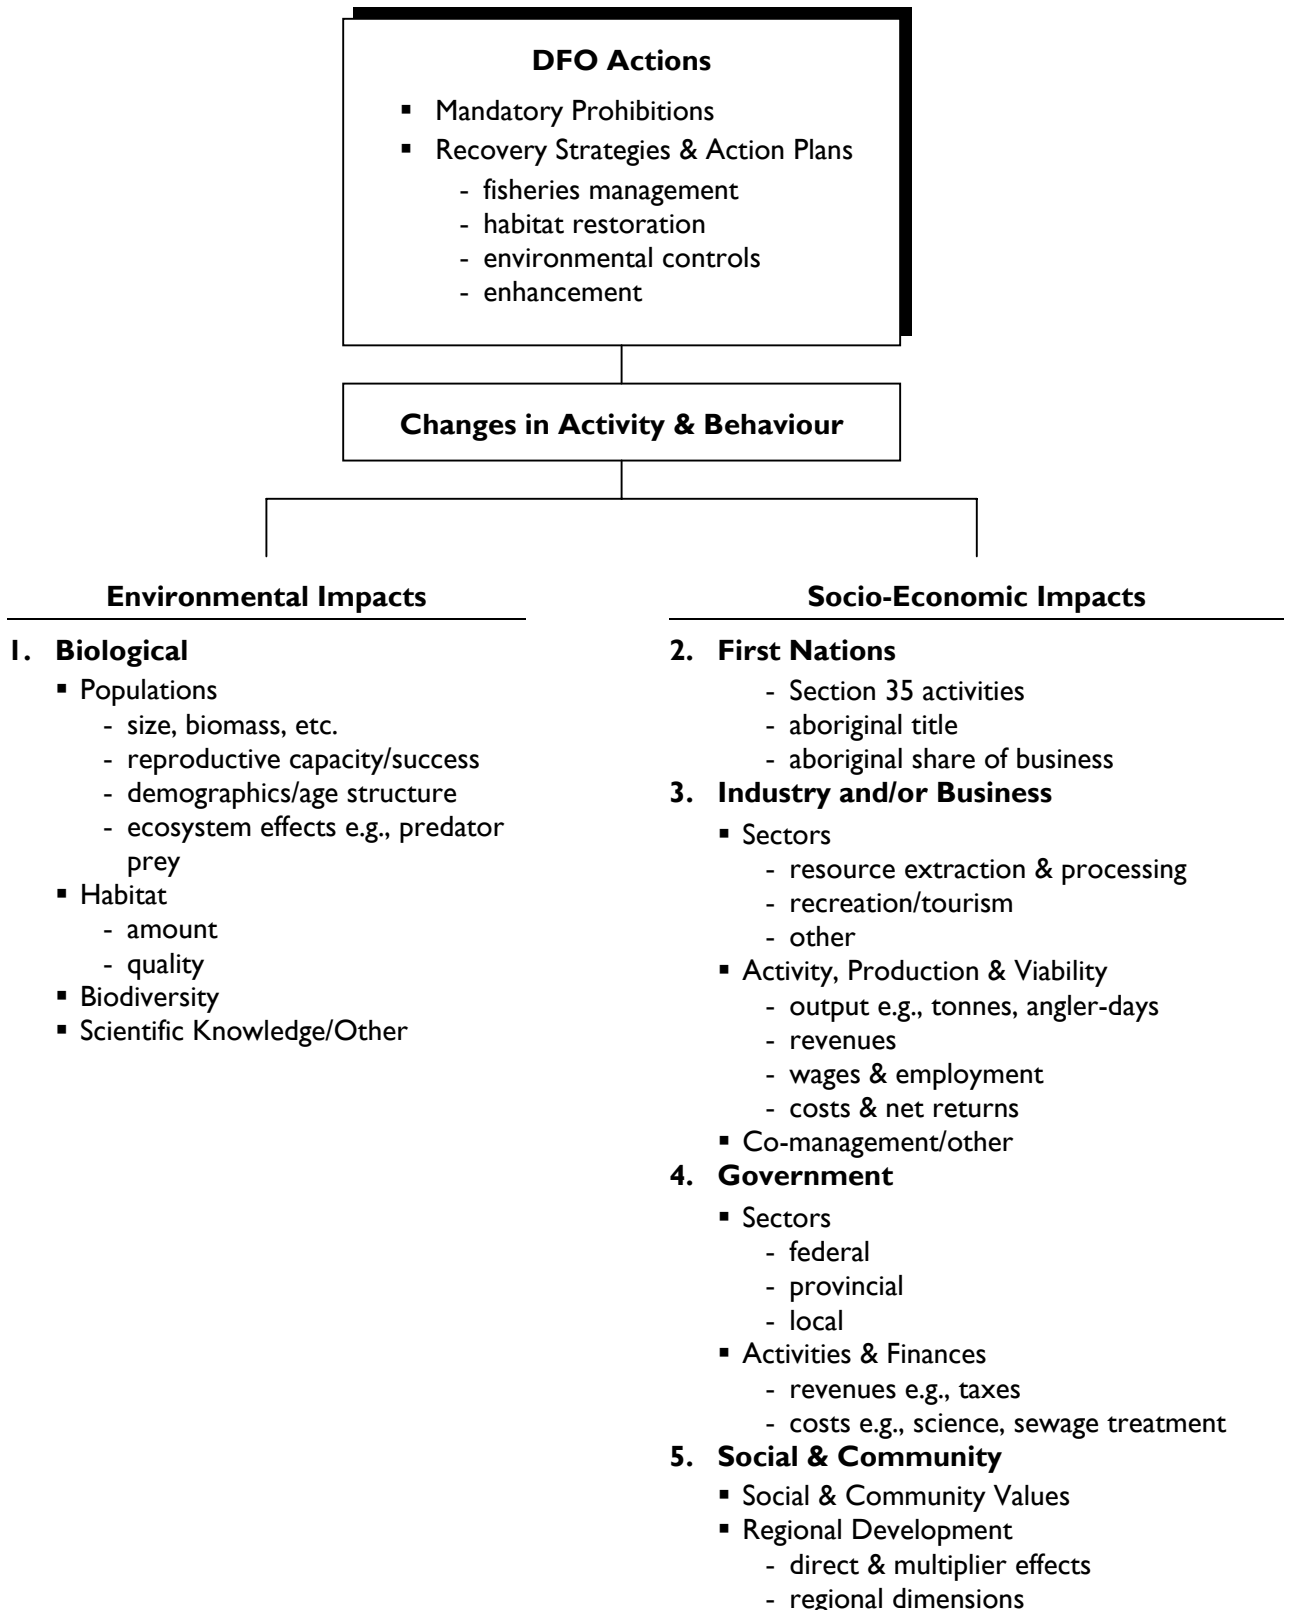 DFO Actions
▪ Mandatory Prohibitions
▪ Recovery Strategies & Action Plans
- fisheries management
- habitat restoration
- environmental controls
- enhancement
Changes in Activity & Behaviour
Environmental Impacts
1. Biological
▪ Populations
- size, biomass, etc.
- reproductive capacity/success
- demographics/age structure
- ecosystem effects e.g., predator
prey
▪ Habitat
- amount
- quality
▪ Biodiversity
▪ Scientific Knowledge/Other
Socio-Economic Impacts
2. First Nations
- Section 35 activities
- aboriginal title
- aboriginal share of business
3. Industry and/or Business
▪ Sectors
- resource extraction & processing
- recreation/tourism
- other
▪ Activity, Production & Viability
- output e.g., tonnes, angler-days
- revenues
- wages & employment
- costs & net returns
▪ Co-management/other
4. Government
▪ Sectors
- federal
- provincial
- local
▪ Activities & Finances
- revenues e.g., taxes
- costs e.g., science, sewage treatment
5. Social & Community
▪ Social & Community Values
▪ Regional Development
- direct & multiplier effects
- regional dimensions